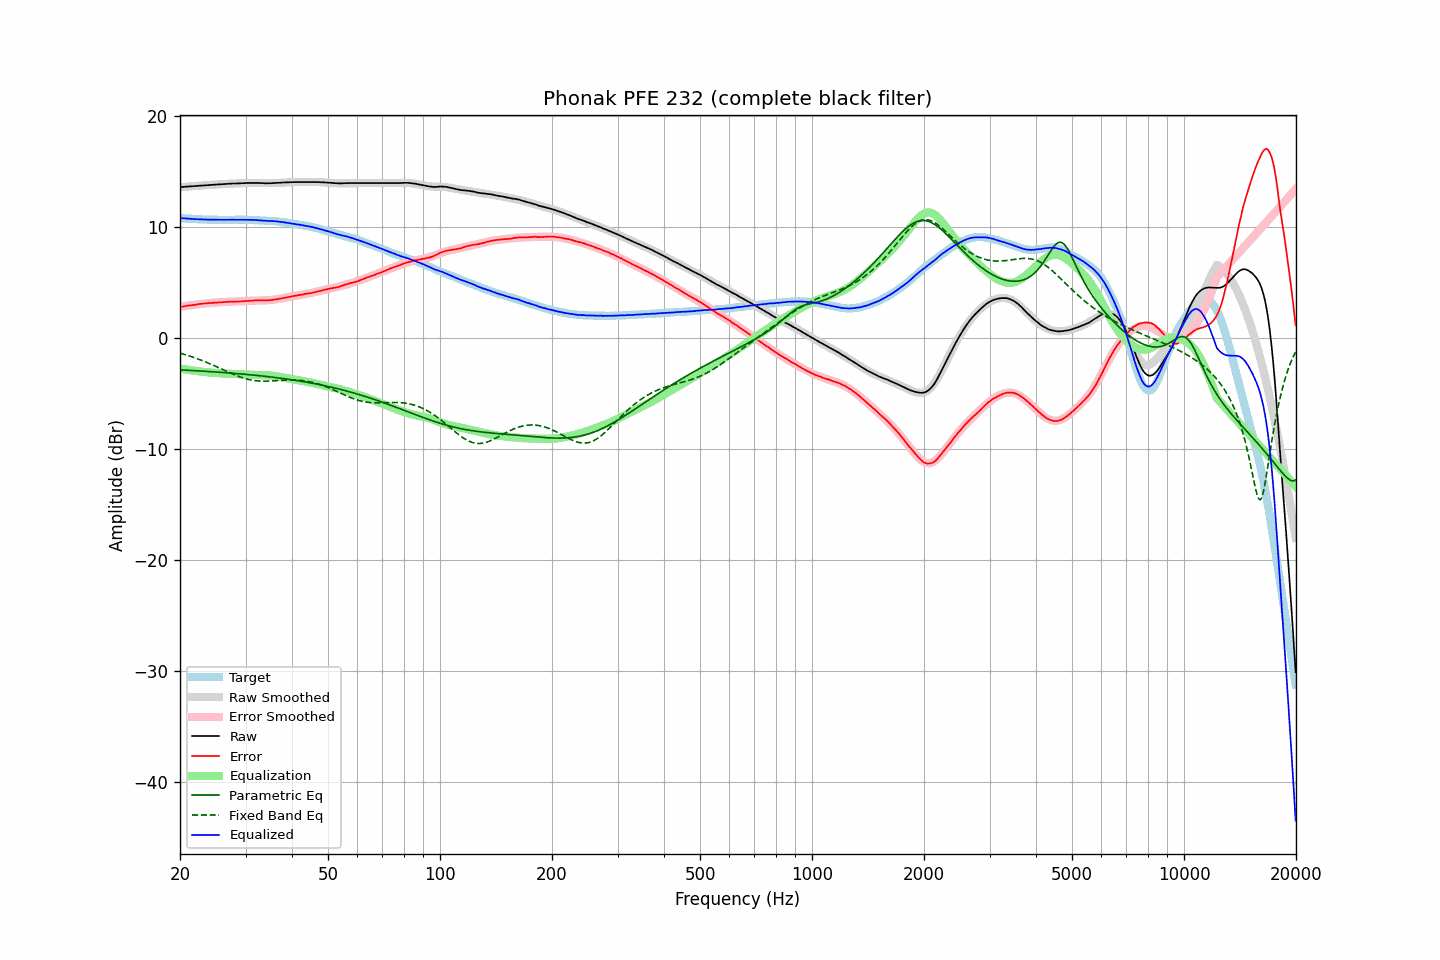 Phonak PFE 232 (complete black filter)
20
10
0
−10
−20
−30
−40
Amplitude (dBr)
Target
Raw Smoothed
Error Smoothed
Raw
Error
Equalization
Parametric Eq
Fixed Band Eq
Equalized
20 50 100 200 500 1000 2000 5000 10000 20000
Frequency (Hz)